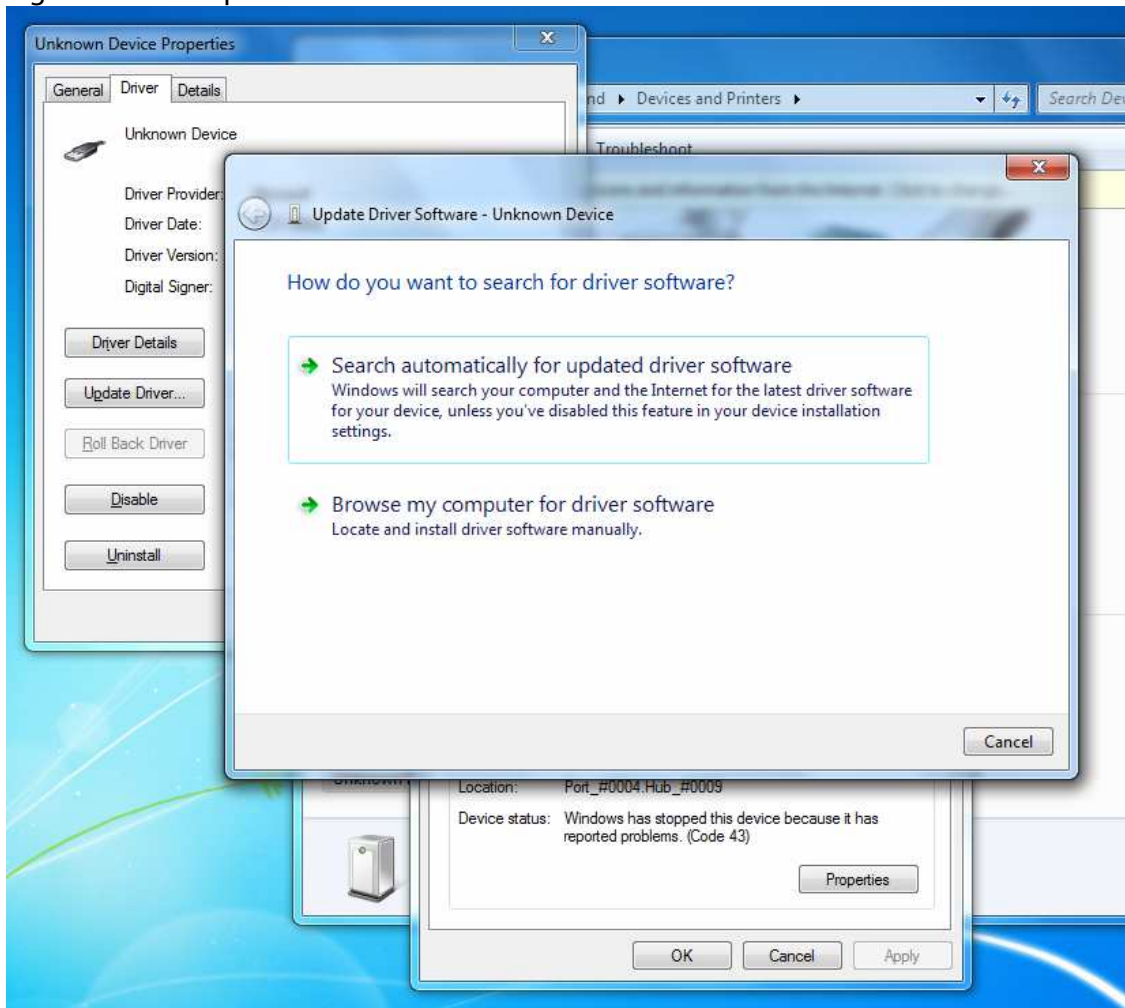 Unknown Device Properties
nd ▸ Devices and Printers ▸
Search Dev
General Driver Details
Troubleshoot
Unknown Device
Driver Provider:
Driver Date:
Driver Version:
Digital Signer:
Driver Details
Update Driver...
Roll Back Driver
Disable
Uninstall
Update Driver Software - Unknown Device
How do you want to search for driver software?
Search automatically for updated driver software
Windows will search your computer and the Internet for the latest driver software
for your device, unless you've disabled this feature in your device installation
settings.
Browse my computer for driver software
Locate and install driver software manually.
Cancel
Location: Port_#0004.Hub_#0009
Device status: Windows has stopped this device because it has
reported problems. (Code 43)
Properties
OK Cancel Apply